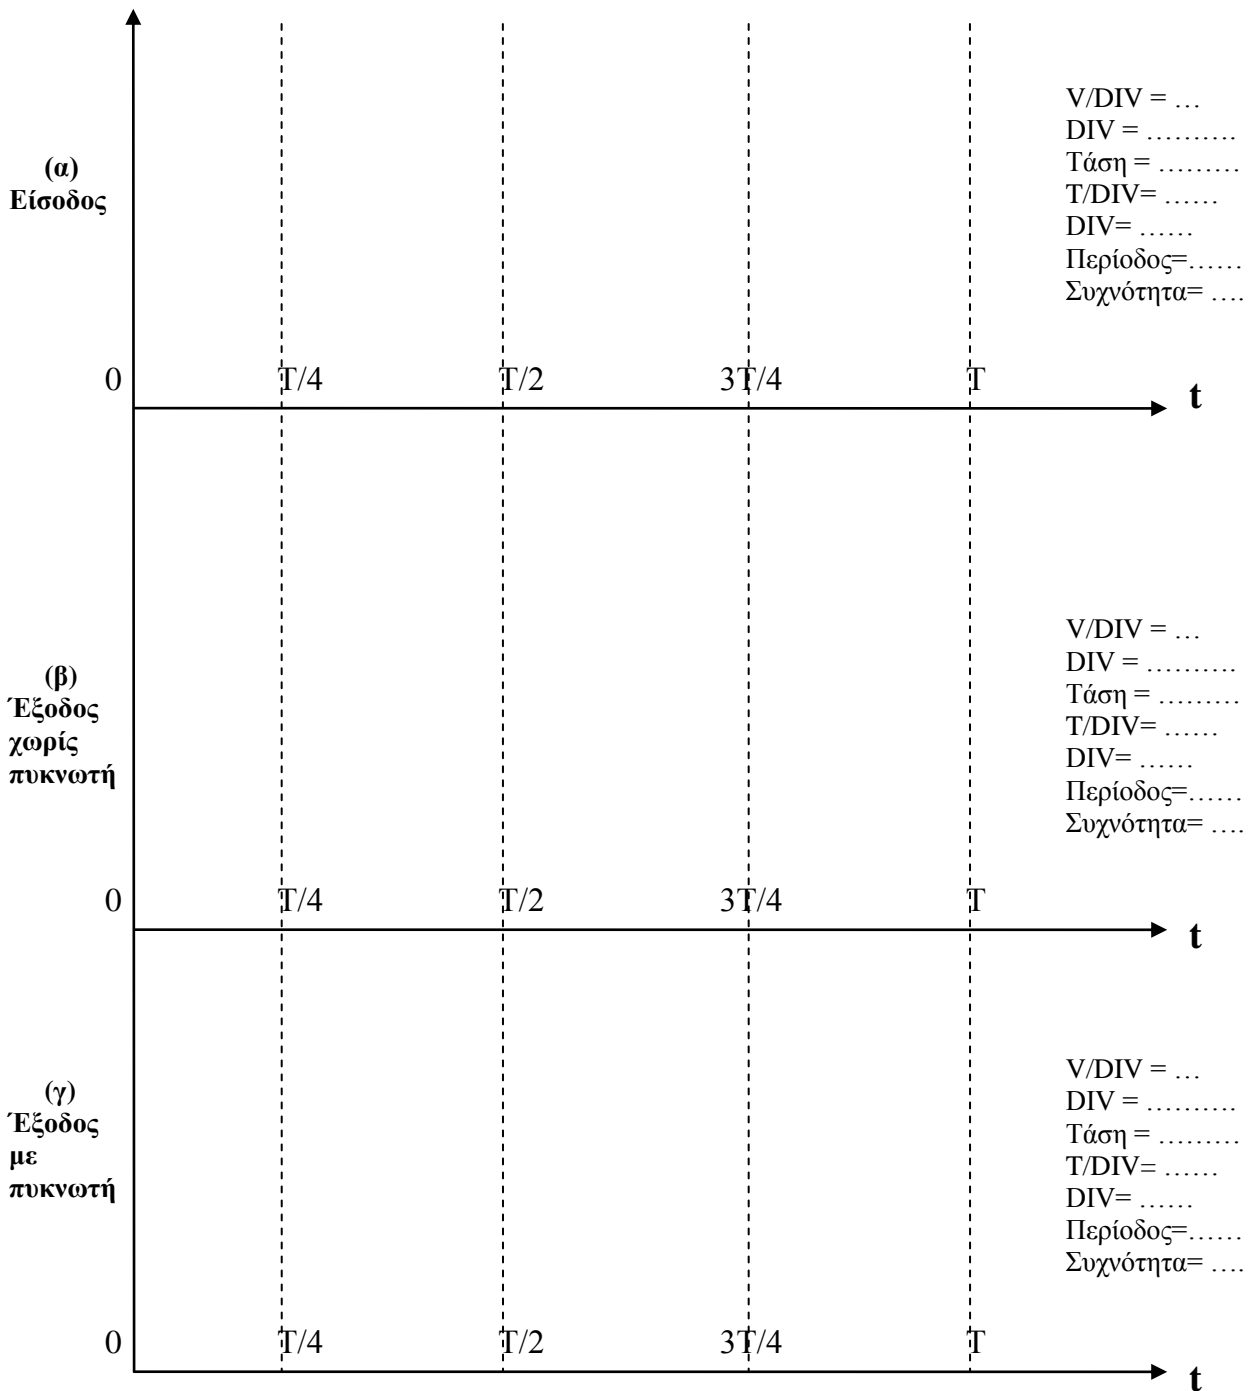 (α)
Είσοδος
V/DIV = …
DIV = ……….
Τάση = ………
T/DIV= ……
DIV= ……
Περίοδος=……
Συχνότητα= ….
0 T/4 T/2 3T/4 T t
(β)
Έξοδος
χωρίς
πυκνωτή
V/DIV = …
DIV = ……….
Τάση = ………
T/DIV= ……
DIV= ……
Περίοδος=……
Συχνότητα= ….
0 T/4 T/2 3T/4 T t
(γ)
Έξοδος
με
πυκνωτή
V/DIV = …
DIV = ……….
Τάση = ………
T/DIV= ……
DIV= ……
Περίοδος=……
Συχνότητα= ….
0 T/4 T/2 3T/4 T t